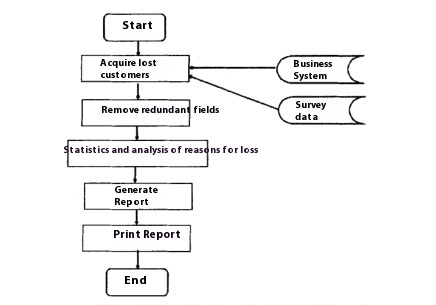 Start
Acquire lost
customers
Business
System
Survey
data
Remove redundant fields
Statistics and analysis of reasons for loss
Generate
Report
Print Report
End